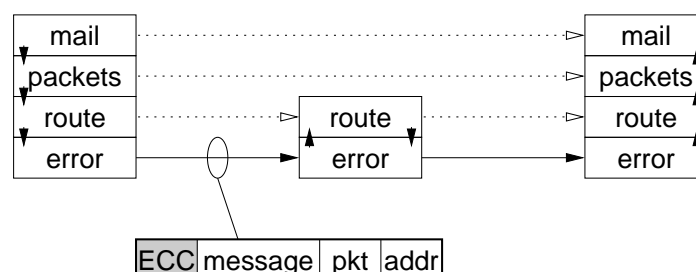 mail mail
packets packets
route route route
error error error
ECC message pkt addr